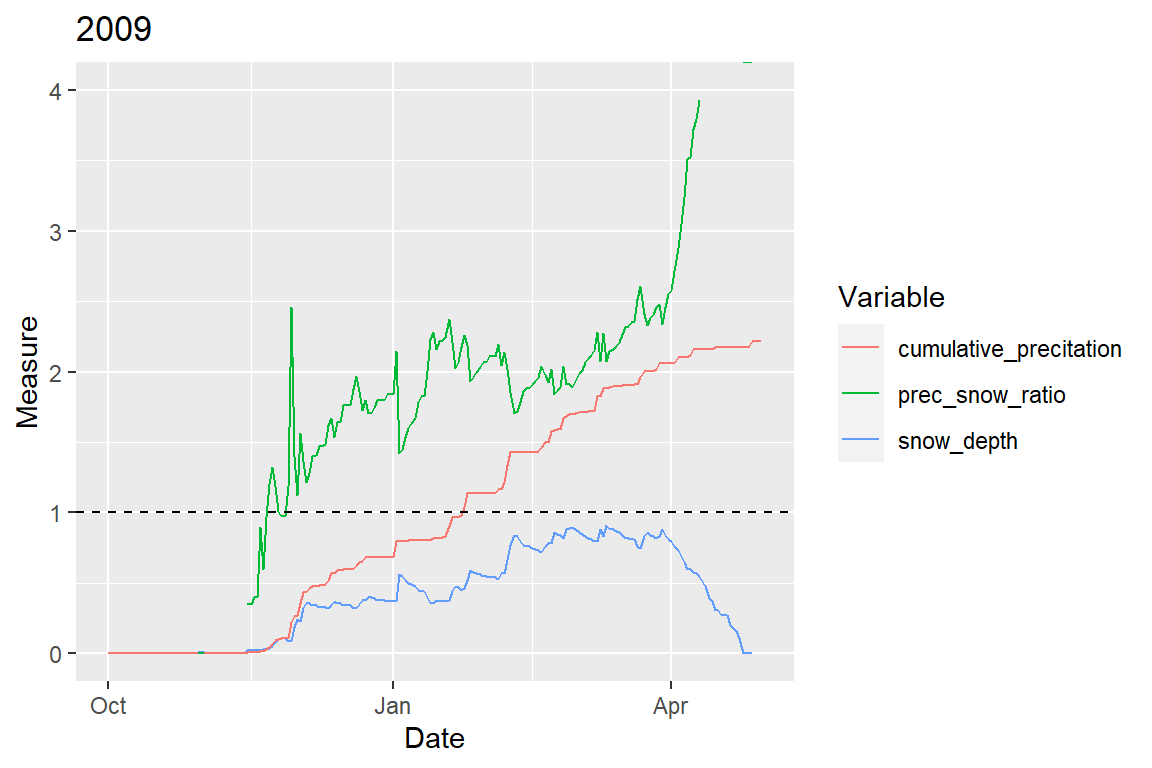 2009
4
3
2
1
0
Measure
Oct
Jan
Apr
Date
Variable
cumulative_precitation
prec_snow_ratio
snow_depth